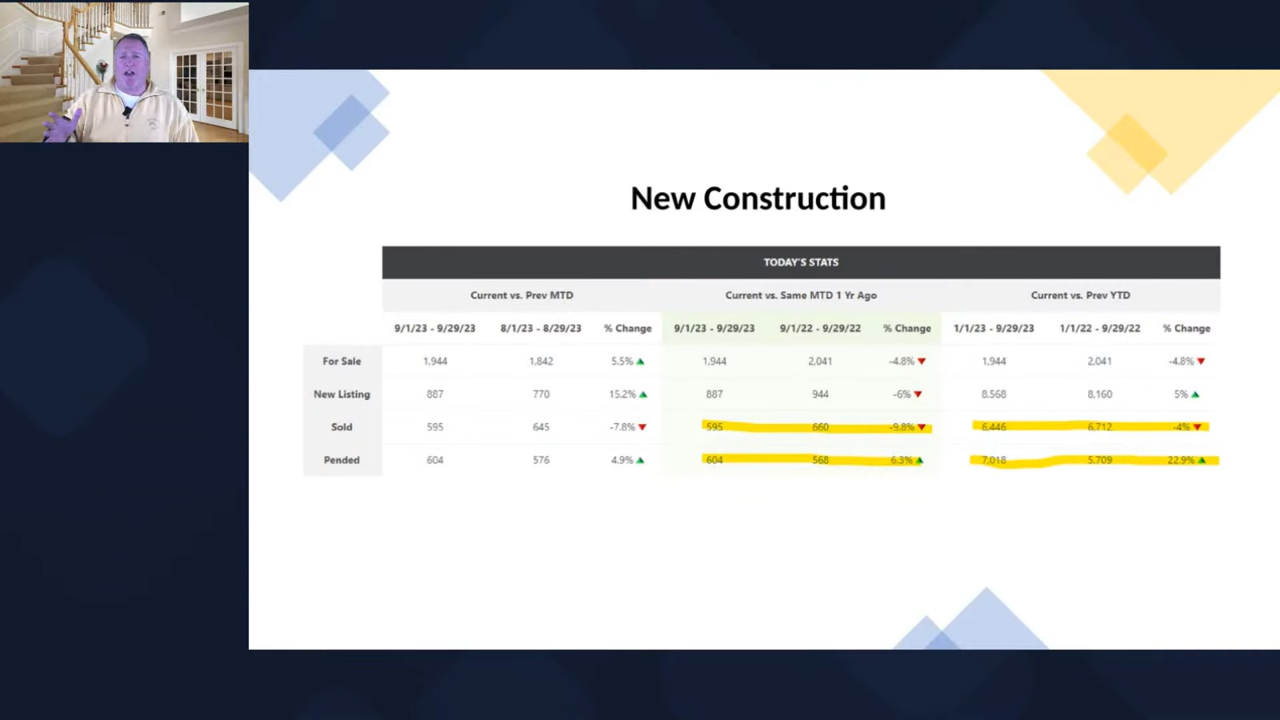 New Construction
TODAY'S STATS
Current vs. Prev MTD Current vs. Same MTD 1 Yr Ago Current vs. Prev YTD
9/1/23 - 9/29/23 8/1/23 - 8/29/23 % Change 9/1/23 - 9/29/23 9/1/22 - 9/29/22 % Change 1/1/23 - 9/29/23 1/1/22 - 9/29/22 % Change
For Sale 1,944 1,842 5.5% 1,944 2,041 -4.8% 1,944 2,041 -4.8%
New Listing 887 770 15.2% 887 944 -6% 8,568 8,160 5%
Sold 595 645 -7.8% 595 660 -9.8% 6,446 6,712 -4%
Pended 604 576 4.9% 604 568 6.3% 7,018 5,709 22.9%